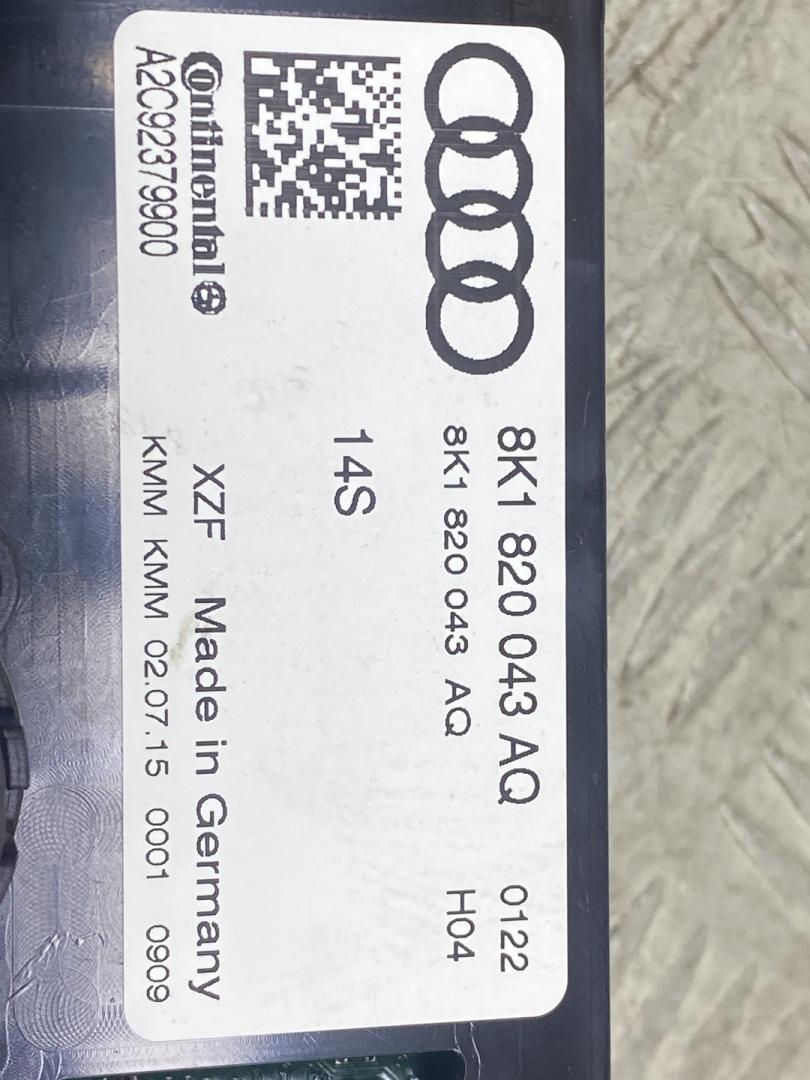 8K1 820 043 AQ 0122
8K1 820 043 AQ H04
14S
Continental
XZF Made in Germany
A2C92379900
KMM KMM 02.07.15 0001 0909